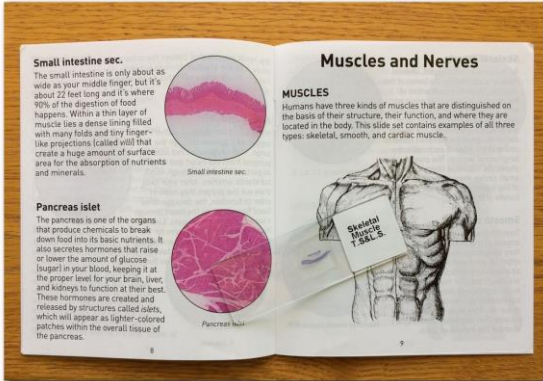 Small intestine sec.
The small intestine is only about as
wide as your middle finger, but it's
about 22 feet long and it's where
90% of the digestion of food
happens. Within a thin layer of
muscle lies a dense lining filled
with many folds and tiny finger-
like projections (called villi) that
create a huge amount of surface
area for the absorption of nutrients
and minerals.
Small intestine sec.
Pancreas islet
The pancreas is one of the organs
that produce chemicals to break
down food into its basic nutrients. It
also secretes hormones that raise
or lower the amount of glucose
(sugar) in your blood, keeping it at
the proper level for your brain, liver,
and kidneys to function at their best.
These hormones are created and
released by structures called islets,
which will appear as lighter-colored
patches within the overall tissue of
the pancreas.
Pancreas islet
8
Muscles and Nerves
MUSCLES
Humans have three kinds of muscles that are distinguished on
the basis of their structure, their function, and where they are
located in the body. This slide set contains examples of all three
types: skeletal, smooth, and cardiac muscle.
Skeletal
Muscle
T.S&L.S.
9